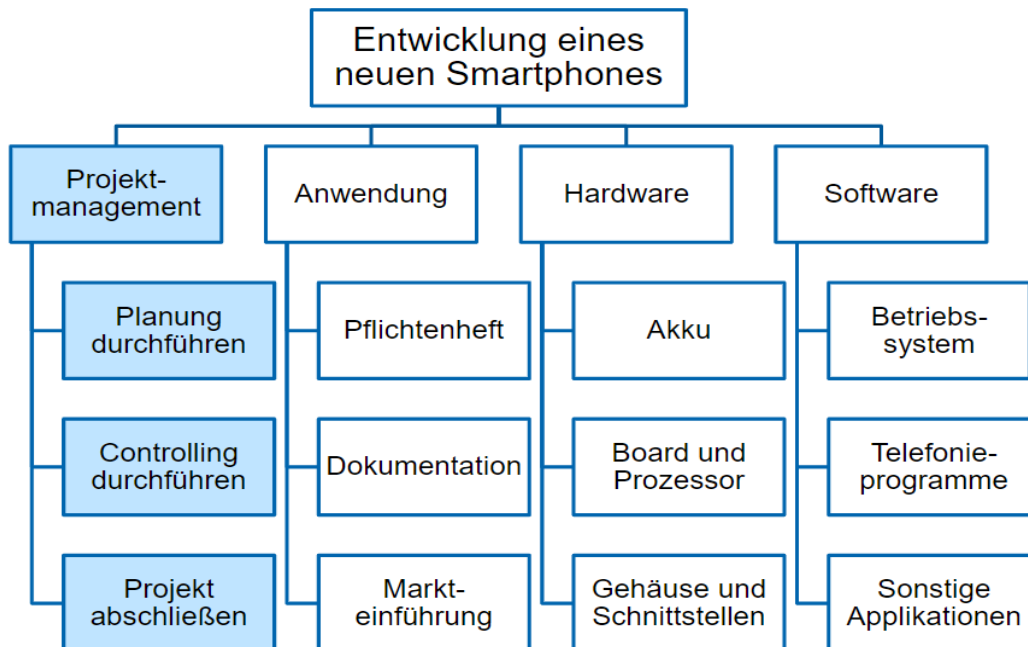 Entwicklung eines
neuen Smartphones
Projekt-
management
Anwendung
Hardware
Software
Planung
durchführen
Pflichtenheft
Akku
Betriebs-
system
Controlling
durchführen
Dokumentation
Board und
Prozessor
Telefonie-
programme
Projekt
abschließen
Markt-
einführung
Gehäuse und
Schnittstellen
Sonstige
Applikationen